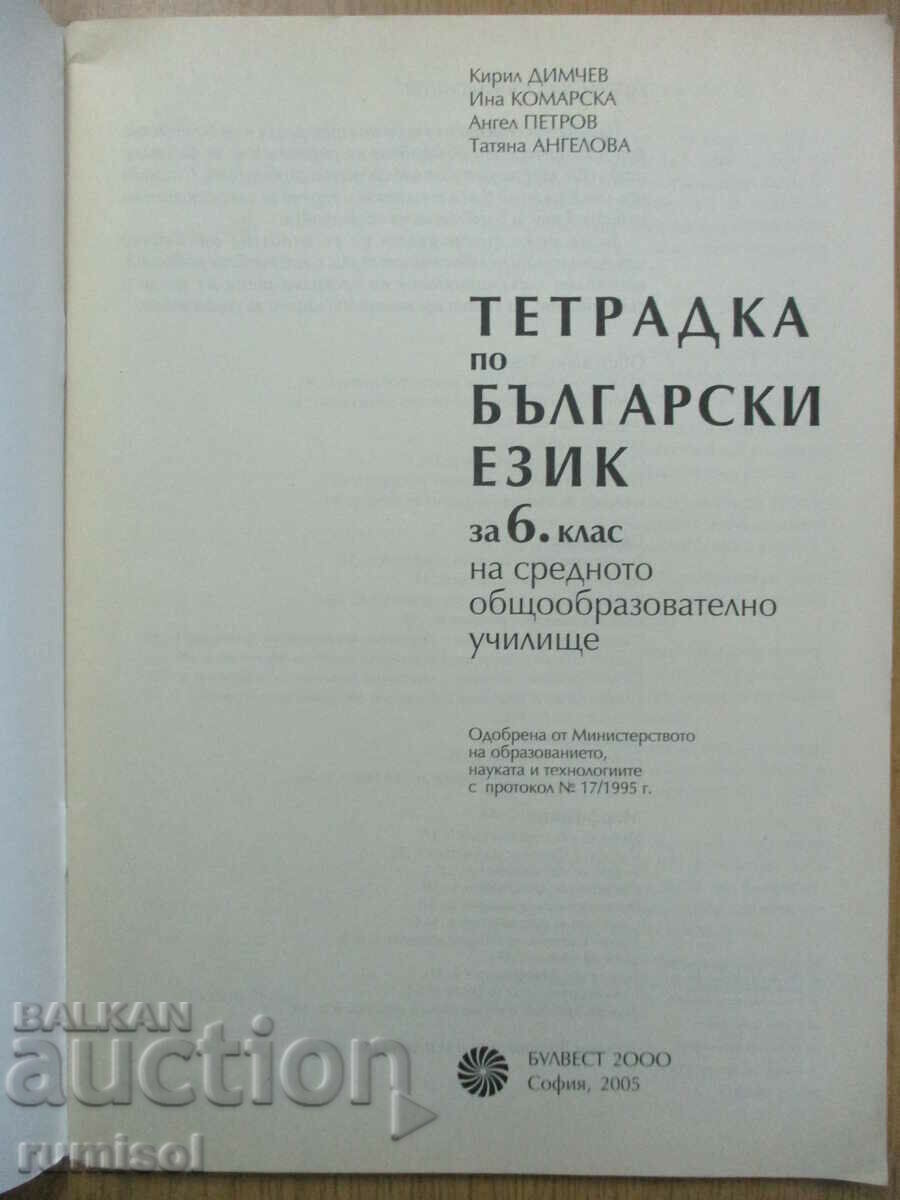 Кирил ДИМЧЕВ
Ина КОМАРСКА
Ангел ПЕТРОВ
Татяна АНГЕЛОВА
ТЕТРАДКА
по
БЪЛГАРСКИ
ЕЗИК
за 6. клас
на средното
общообразователно
училище
Одобрена от Министерството
на образованието,
науката и технологиите
с протокол № 17/1995 г.
БУЛВЕСТ 2000
София, 2005
BALKAN
auction
rumisol